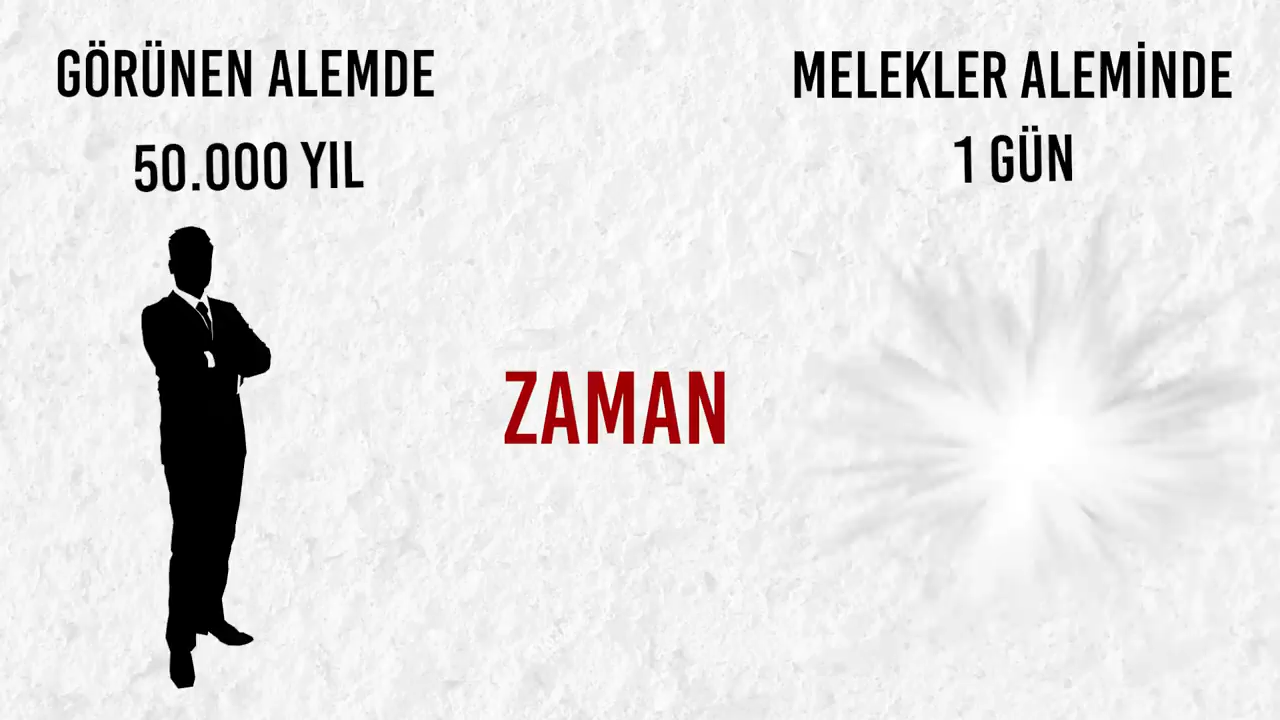 GÖRÜNEN ALEMDE
50.000 YIL
MELEKLER ALEMİNDE
1 GÜN
ZAMAN